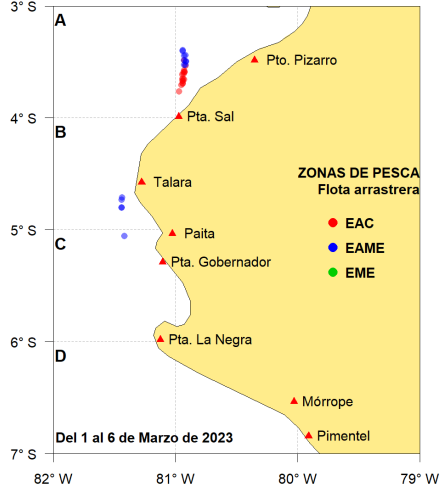 3° S
A
Pto. Pizarro
4° S
Pta. Sal
B
ZONAS DE PESCA
Flota arrastrera
Talara
EAC
5° S
Paita
C
EAME
Pta. Gobernador
EME
6° S
Pta. La Negra
D
Mórrope
Del 1 al 6 de Marzo de 2023
Pimentel
7° S
82° W
81° W
80° W
79° W